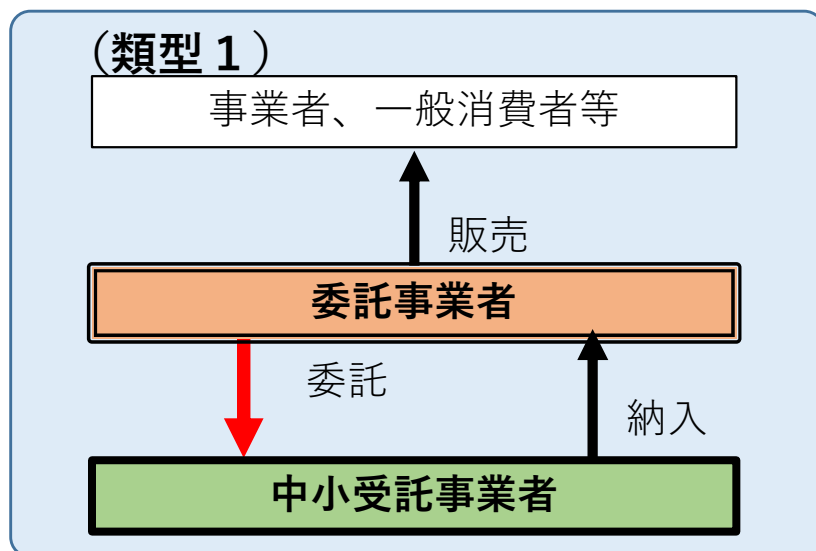 （類型１）
事業者、一般消費者等
販売
委託事業者
委託
納入
中小受託事業者